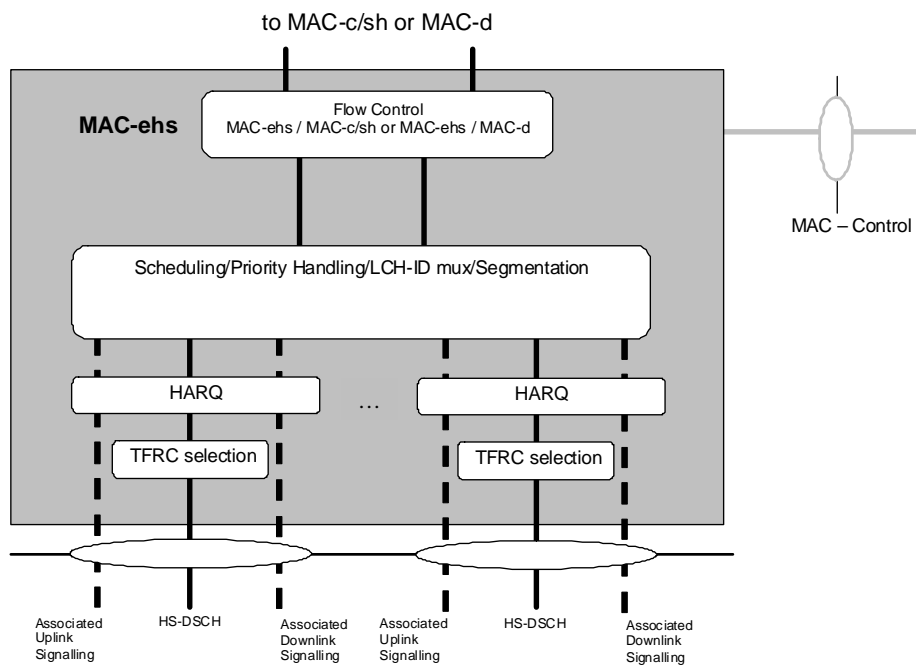 to MAC-c/sh or MAC-d
MAC-ehs
Flow Control
MAC-ehs / MAC-c/sh or MAC-ehs / MAC-d
MAC – Control
Scheduling/Priority Handling/LCH-ID mux/Segmentation
HARQ
...
HARQ
TFRC selection
TFRC selection
Associated
Uplink
Signalling
HS-DSCH
Associated
Downlink
Signalling
Associated
Uplink
Signalling
HS-DSCH
Associated
Downlink
Signalling